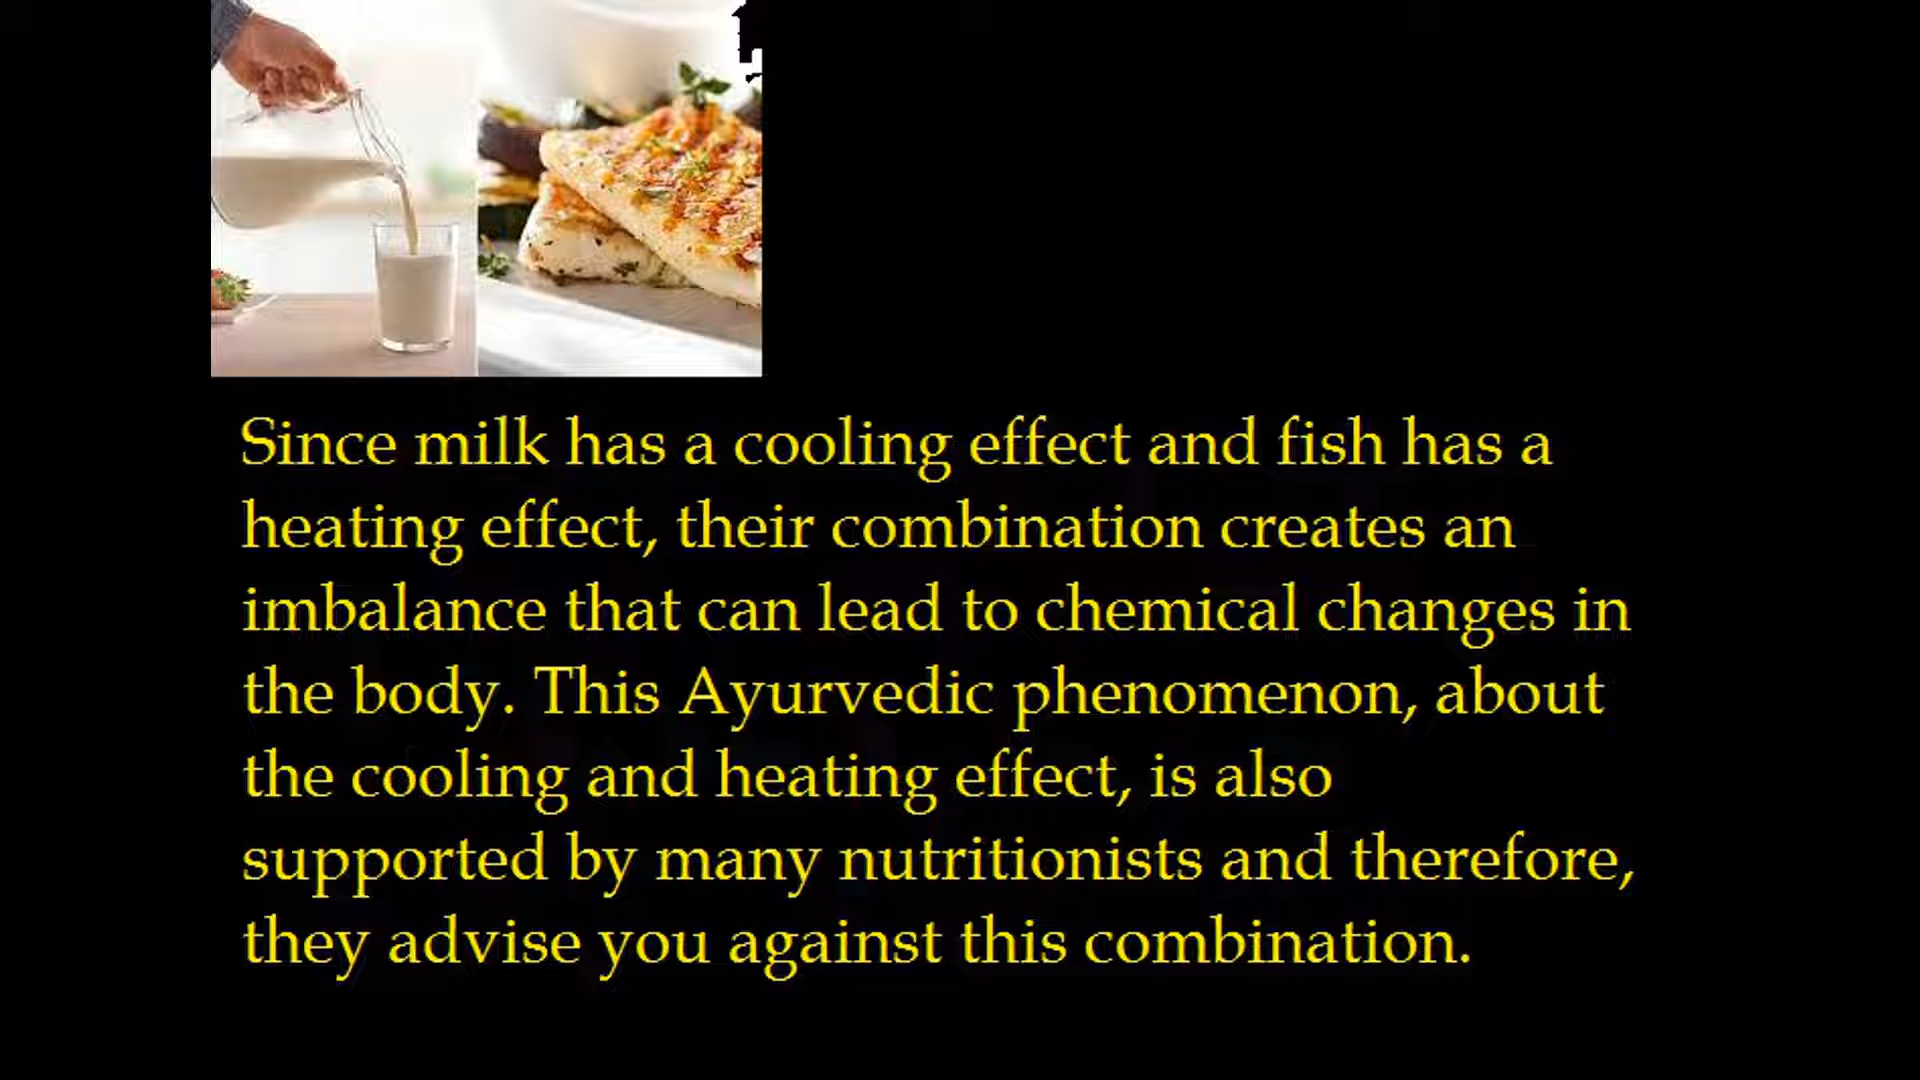 Since milk has a cooling effect and fish has a
heating effect, their combination creates an
imbalance that can lead to chemical changes in
the body. This Ayurvedic phenomenon, about
the cooling and heating effect, is also
supported by many nutritionists and therefore,
they advise you against this combination.